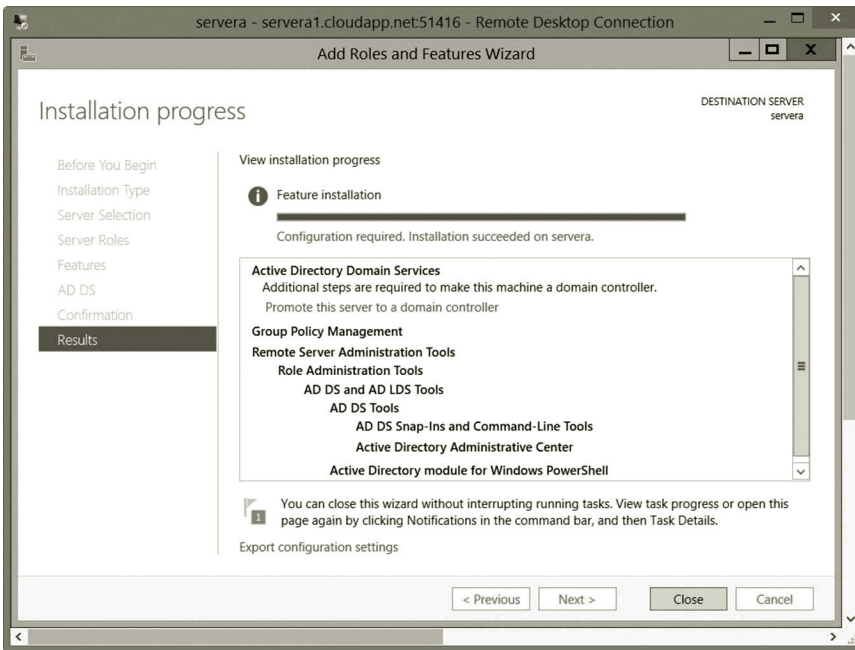 servera - servera1.cloudapp.net:51416 - Remote Desktop Connection
Add Roles and Features Wizard
Installation progress
DESTINATION SERVER
servera
Before You Begin
Installation Type
Server Selection
Server Roles
Features
AD DS
Confirmation
Results
View installation progress
Feature installation
Configuration required. Installation succeeded on servera.
Active Directory Domain Services
Additional steps are required to make this machine a domain controller.
Promote this server to a domain controller
Group Policy Management
Remote Server Administration Tools
Role Administration Tools
AD DS and AD LDS Tools
AD DS Tools
AD DS Snap-Ins and Command-Line Tools
Active Directory Administrative Center
Active Directory module for Windows PowerShell
1
You can close this wizard without interrupting running tasks. View task progress or open this
page again by clicking Notifications in the command bar, and then Task Details.
Export configuration settings
< Previous
Next >
Close
Cancel